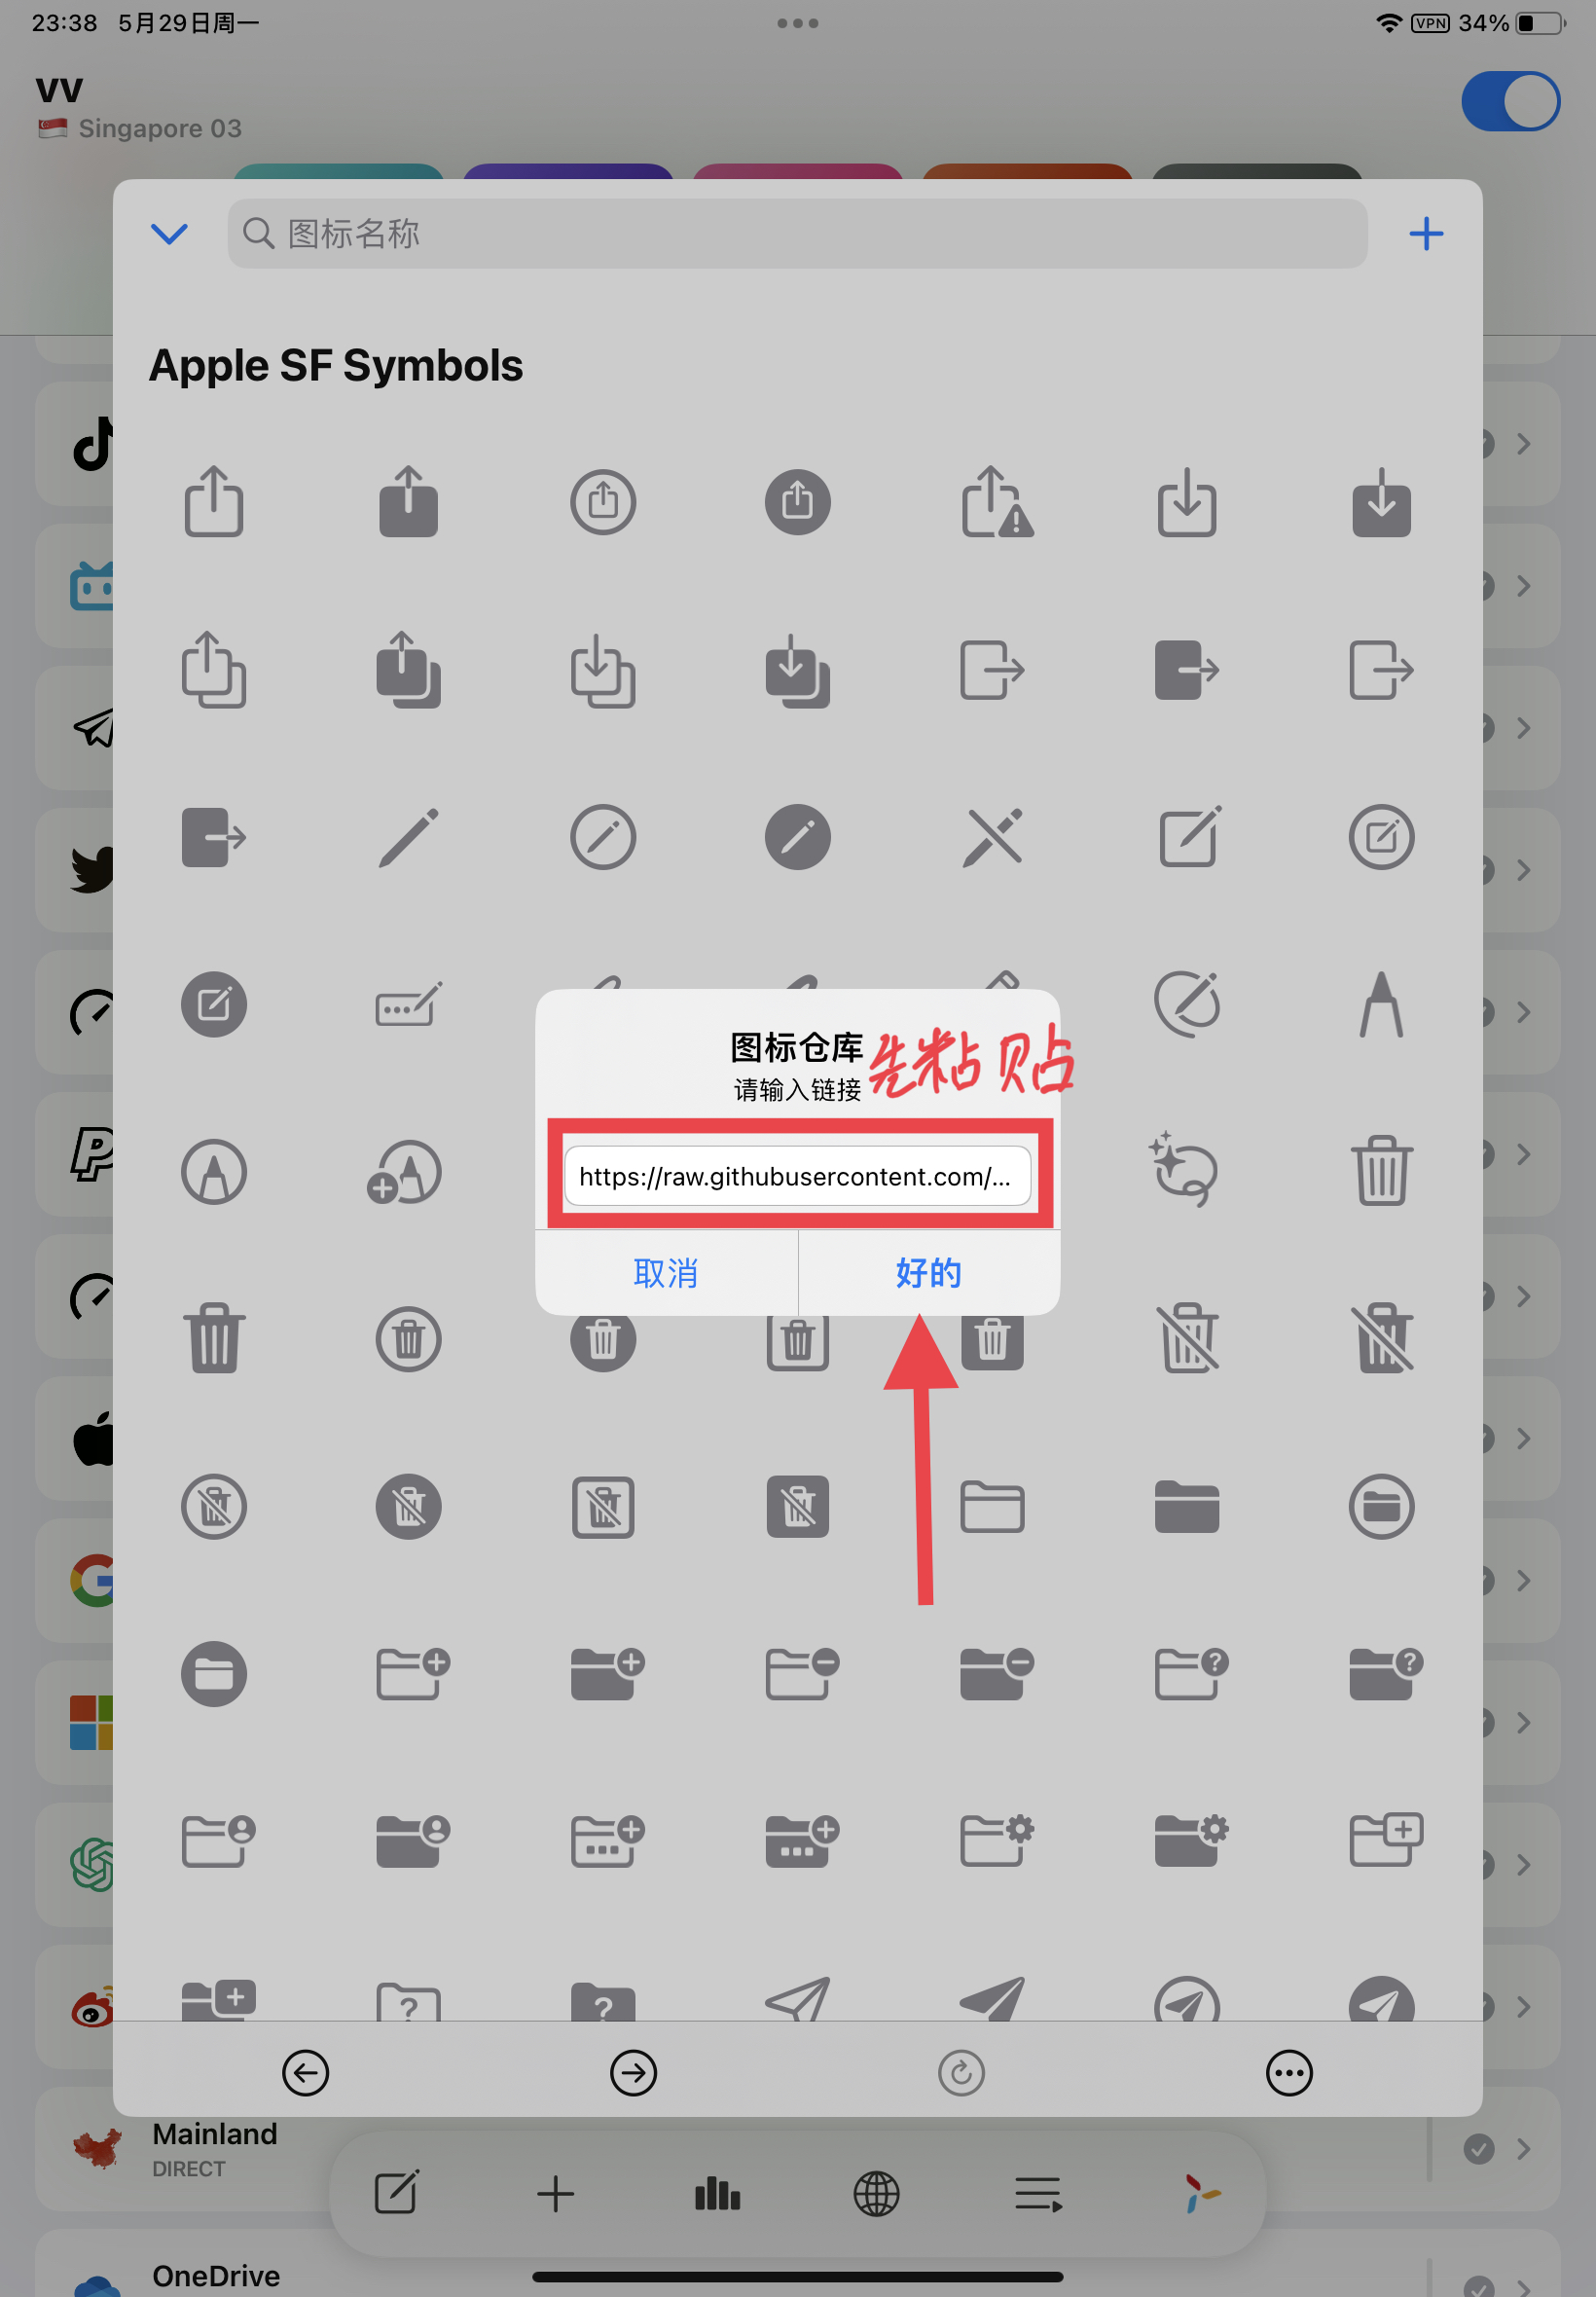 23:38 5月29日周一
VPN 34%
vv
🇸🇬 Singapore 03
图标名称
Apple SF Symbols
图标仓库
先粘贴
请输入链接
https://raw.githubusercontent.com/...
取消
好的
Mainland
DIRECT
OneDrive